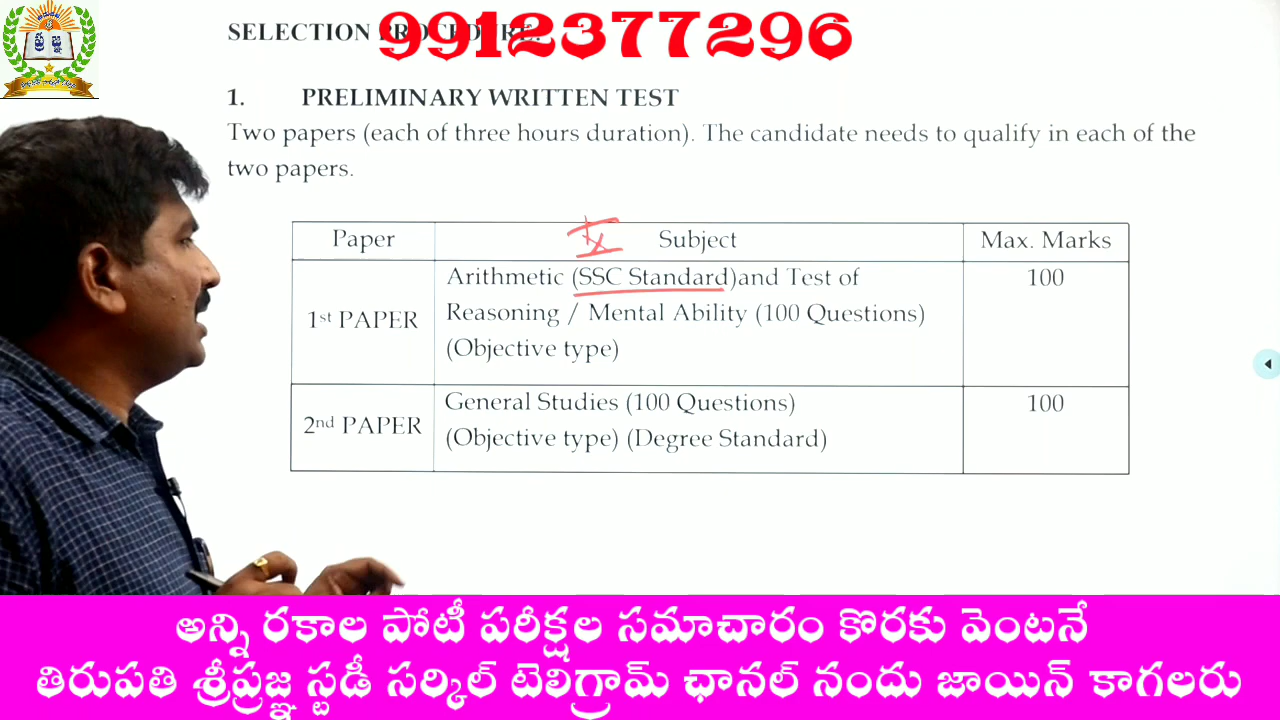 9912377296
SELECTION PROCEDURE:
1. PRELIMINARY WRITTEN TEST
Two papers (each of three hours duration). The candidate needs to qualify in each of the
two papers.
Paper Subject Max. Marks
1st PAPER
Arithmetic (SSC Standard)and Test of
Reasoning / Mental Ability (100 Questions)
(Objective type)
100
2nd PAPER
General Studies (100 Questions)
(Objective type) (Degree Standard)
100
అన్ని రకాల పోటీ పరీక్షల సమాచారం కొరకు వెంటనే
తిరుపతి శ్రీప్రజ్ఞ స్టడీ సర్కిల్ టెలిగ్రామ్ ఛానల్ నందు జాయిన్ కాగలరు